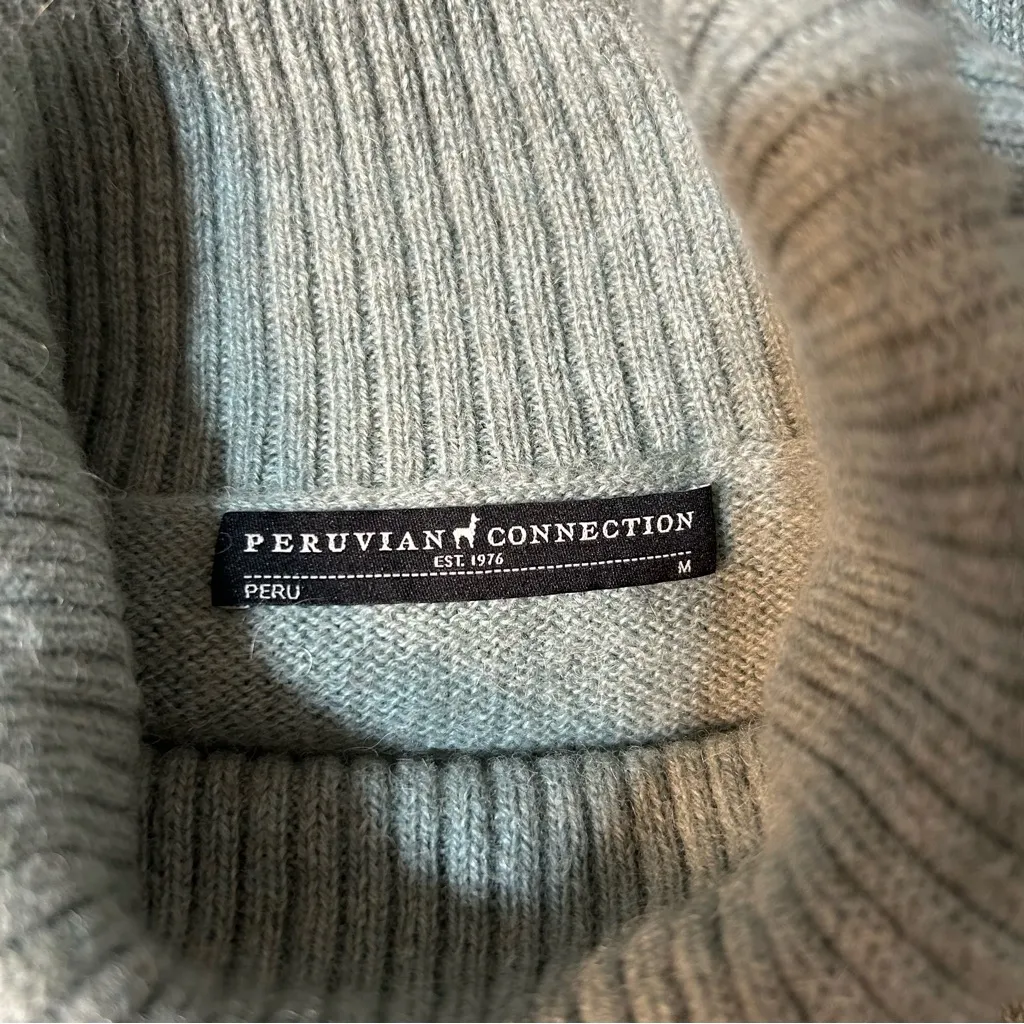 PERUVIAN CONNECTION
EST. 1976
M
PERU